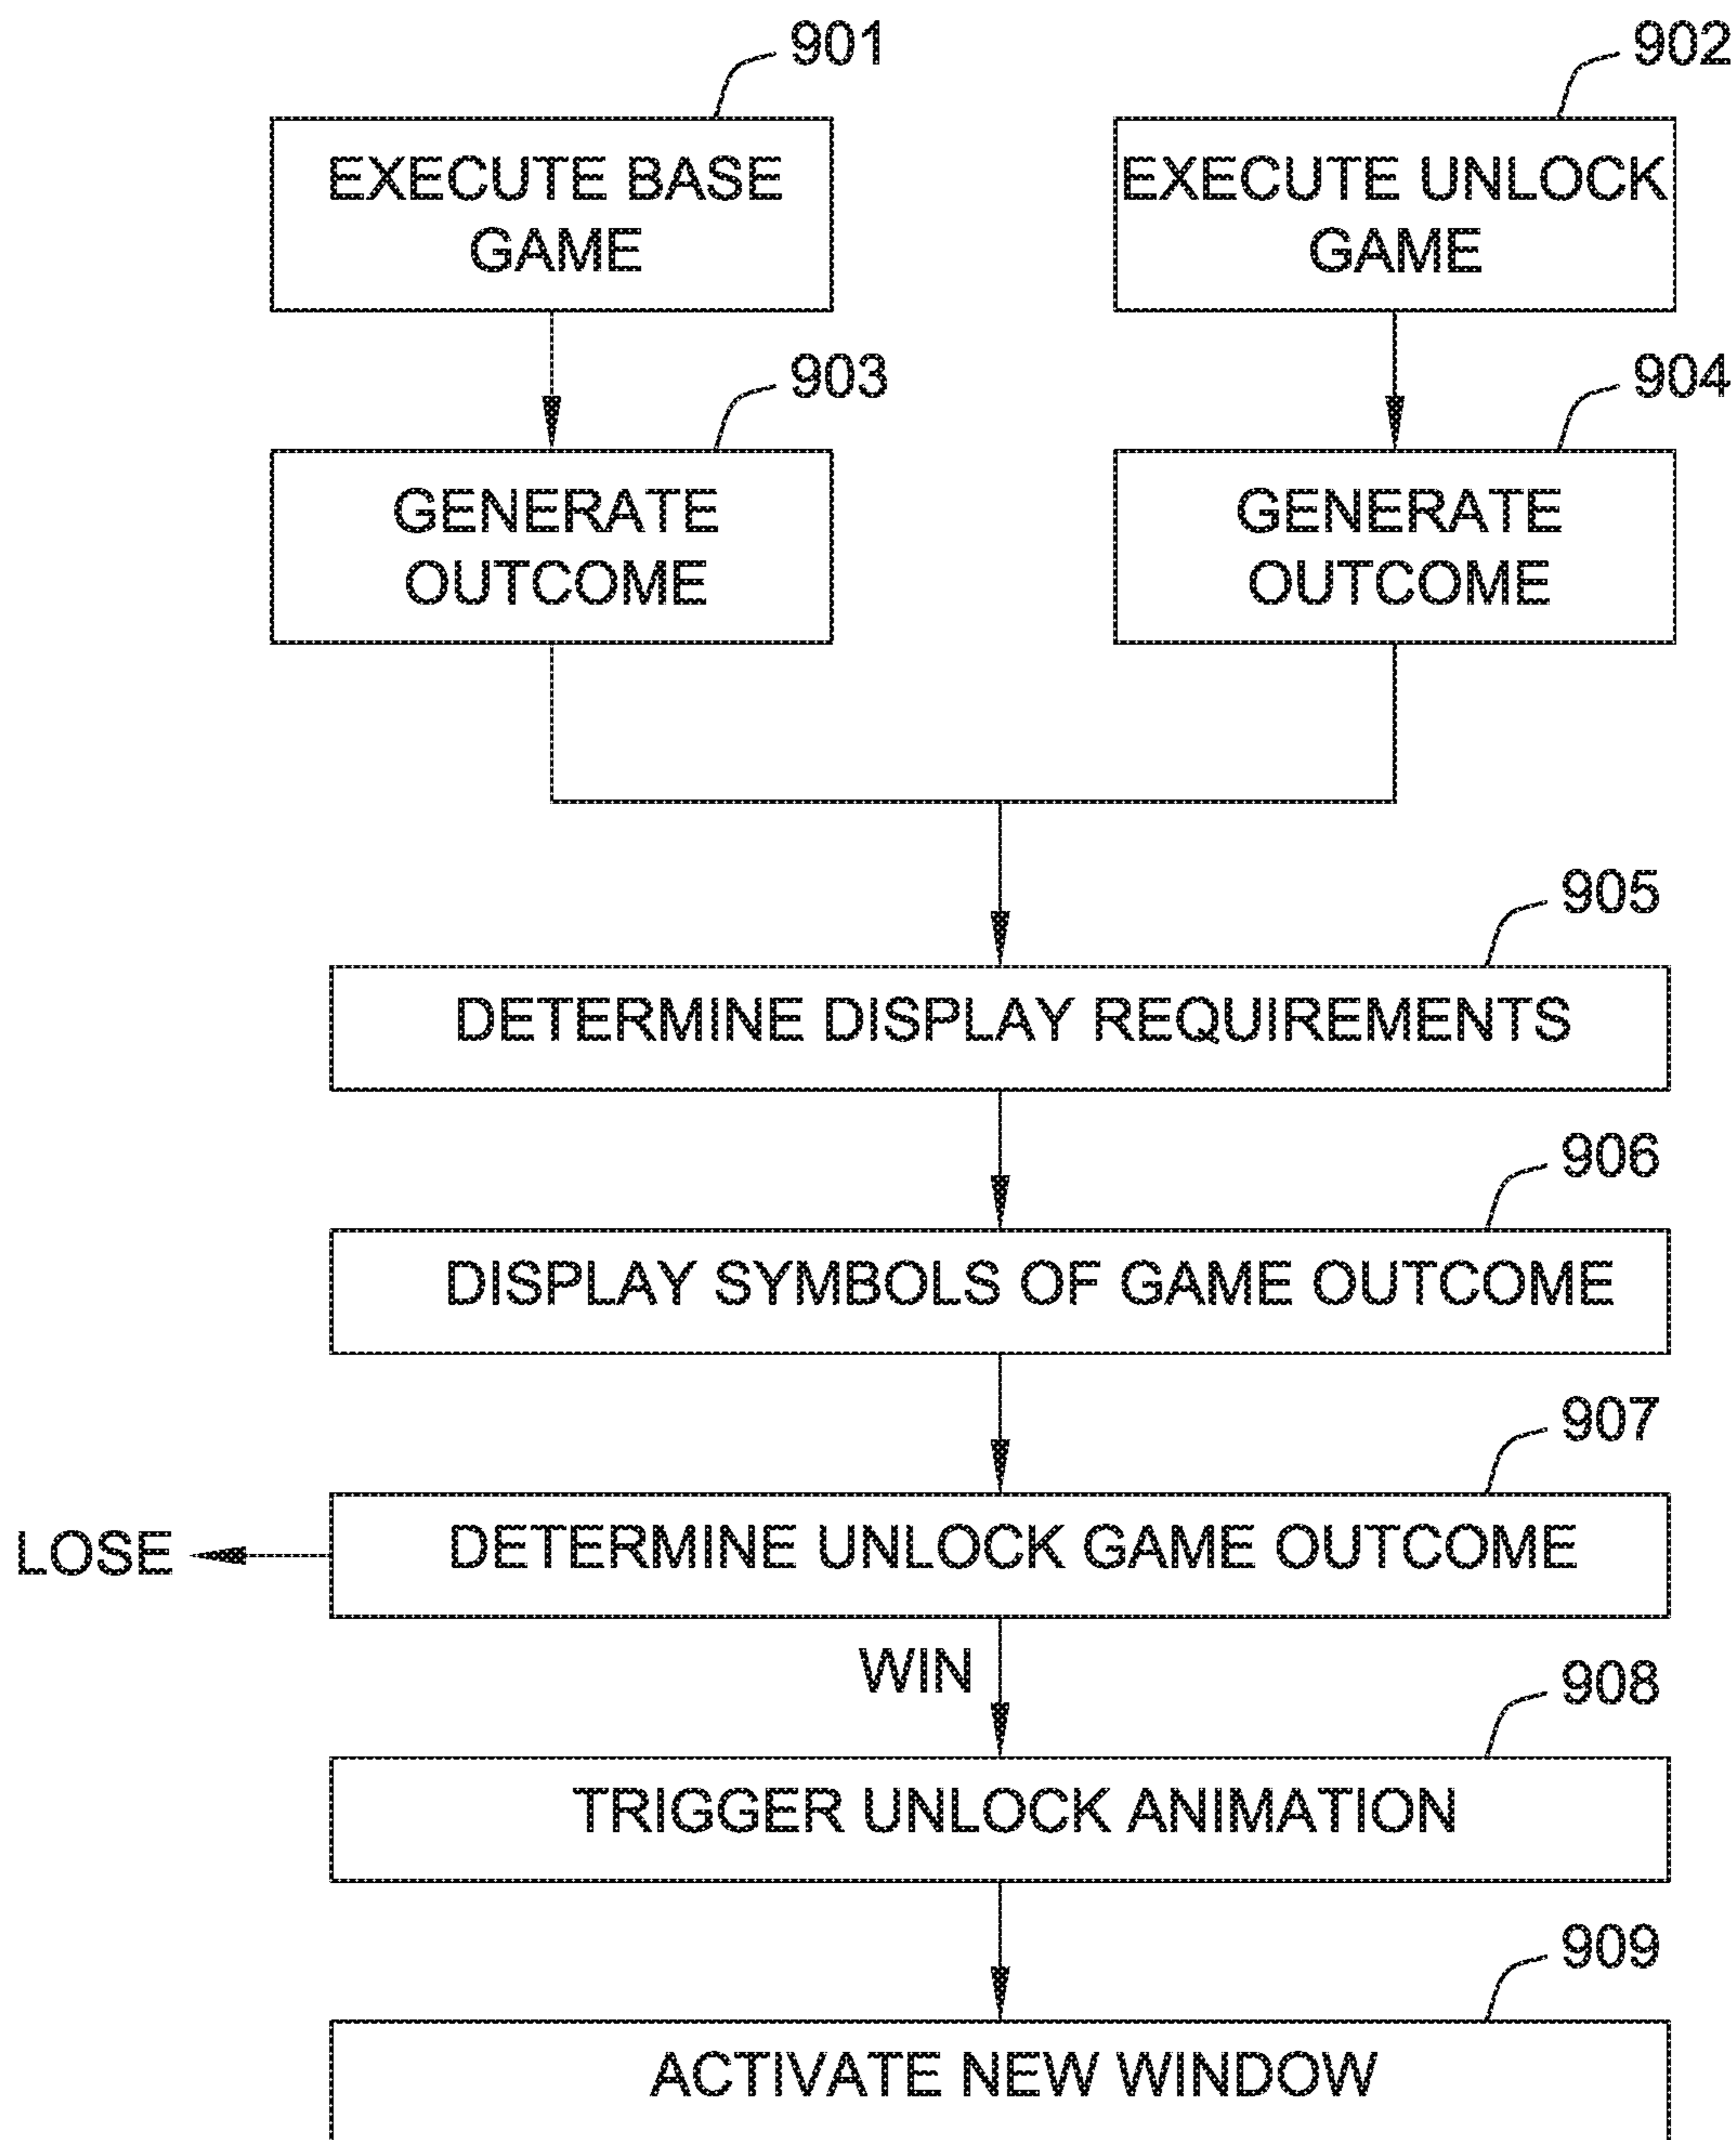 901
902
EXECUTE BASE
GAME
EXECUTE UNLOCK
GAME
903
904
GENERATE
OUTCOME
GENERATE
OUTCOME
905
DETERMINE DISPLAY REQUIREMENTS
906
DISPLAY SYMBOLS OF GAME OUTCOME
907
LOSE
DETERMINE UNLOCK GAME OUTCOME
WIN
908
TRIGGER UNLOCK ANIMATION
909
ACTIVATE NEW WINDOW